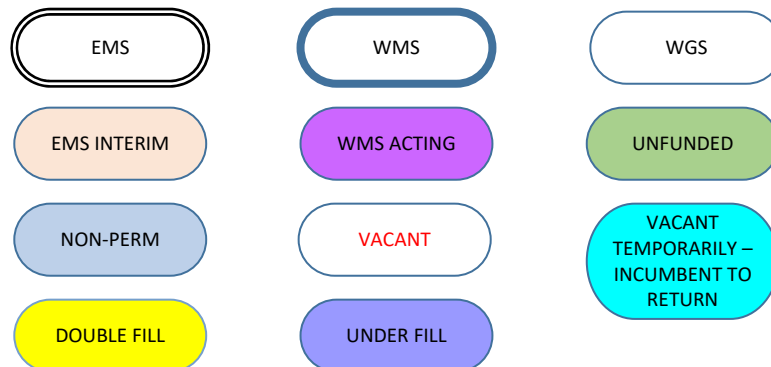 EMS
WMS
WGS
EMS INTERIM
WMS ACTING
UNFUNDED
NON-PERM
VACANT
VACANT
TEMPORARILY –
INCUMBENT TO
RETURN
DOUBLE FILL
UNDER FILL